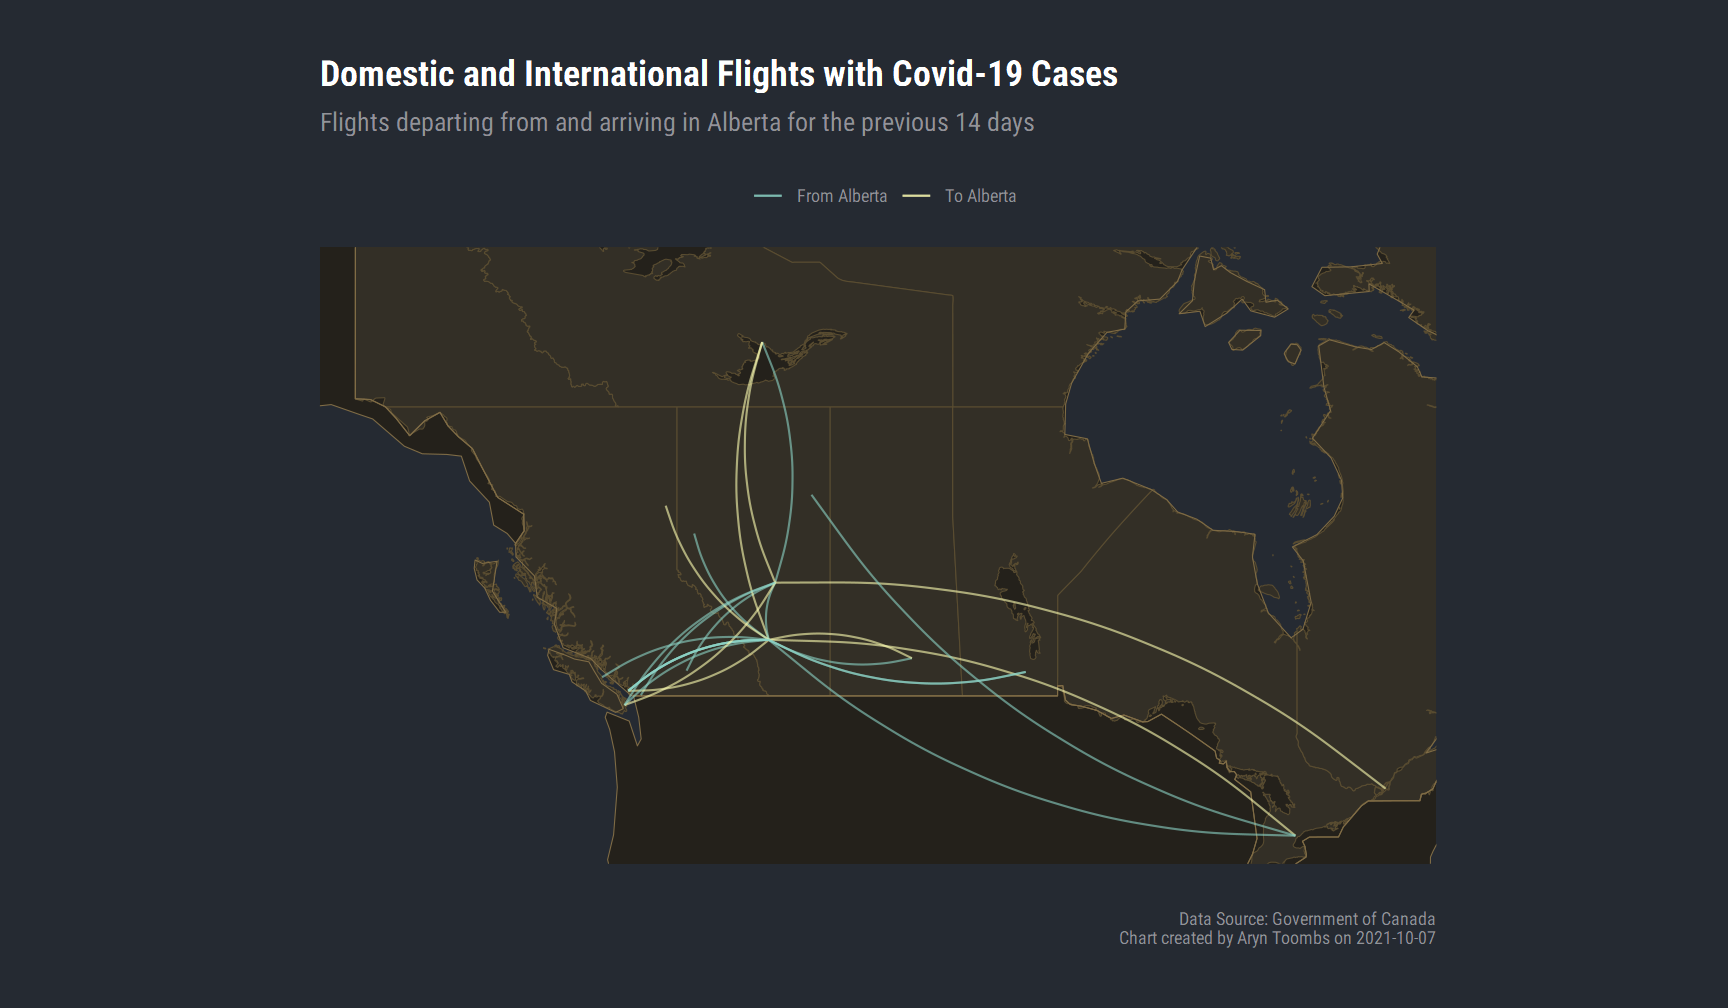 Domestic and International Flights with Covid-19 Cases
Flights departing from and arriving in Alberta for the previous 14 days
From Alberta To Alberta
Data Source: Government of Canada
Chart created by Aryn Toombs on 2021-10-07